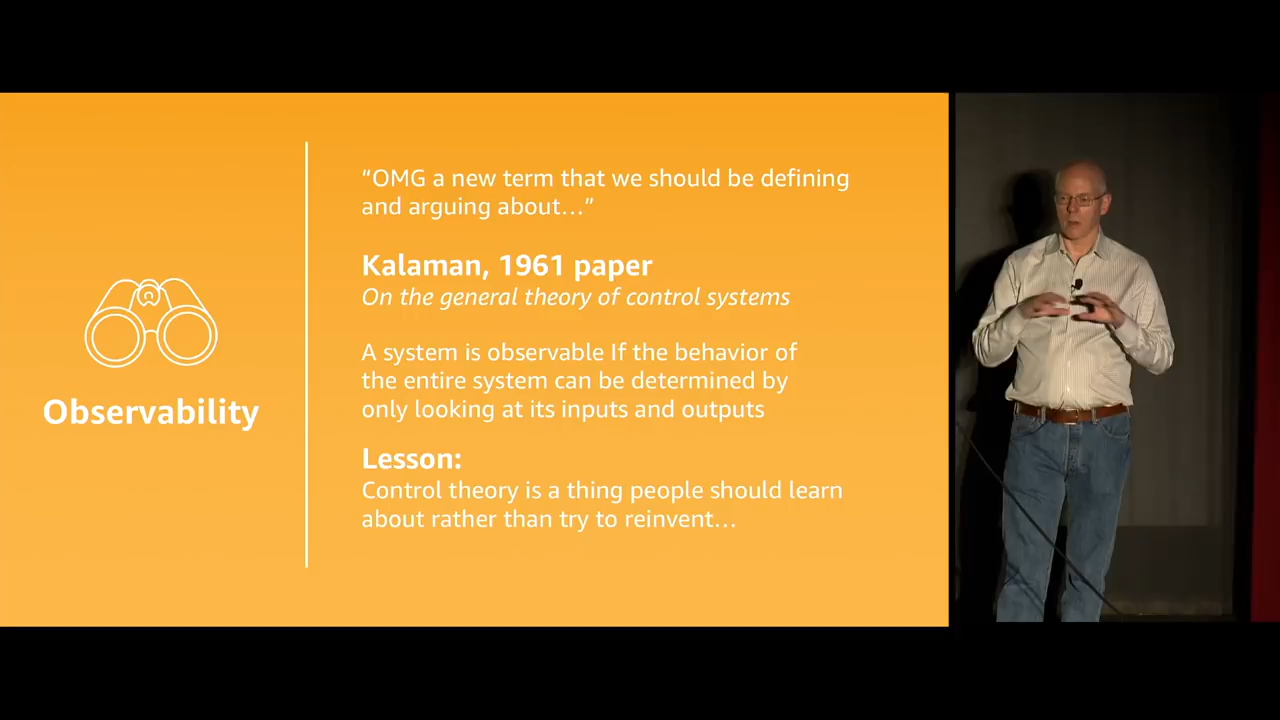 Observability
“OMG a new term that we should be defining
and arguing about...”
Kalaman, 1961 paper
On the general theory of control systems
A system is observable If the behavior of
the entire system can be determined by
only looking at its inputs and outputs
Lesson:
Control theory is a thing people should learn
about rather than try to reinvent...